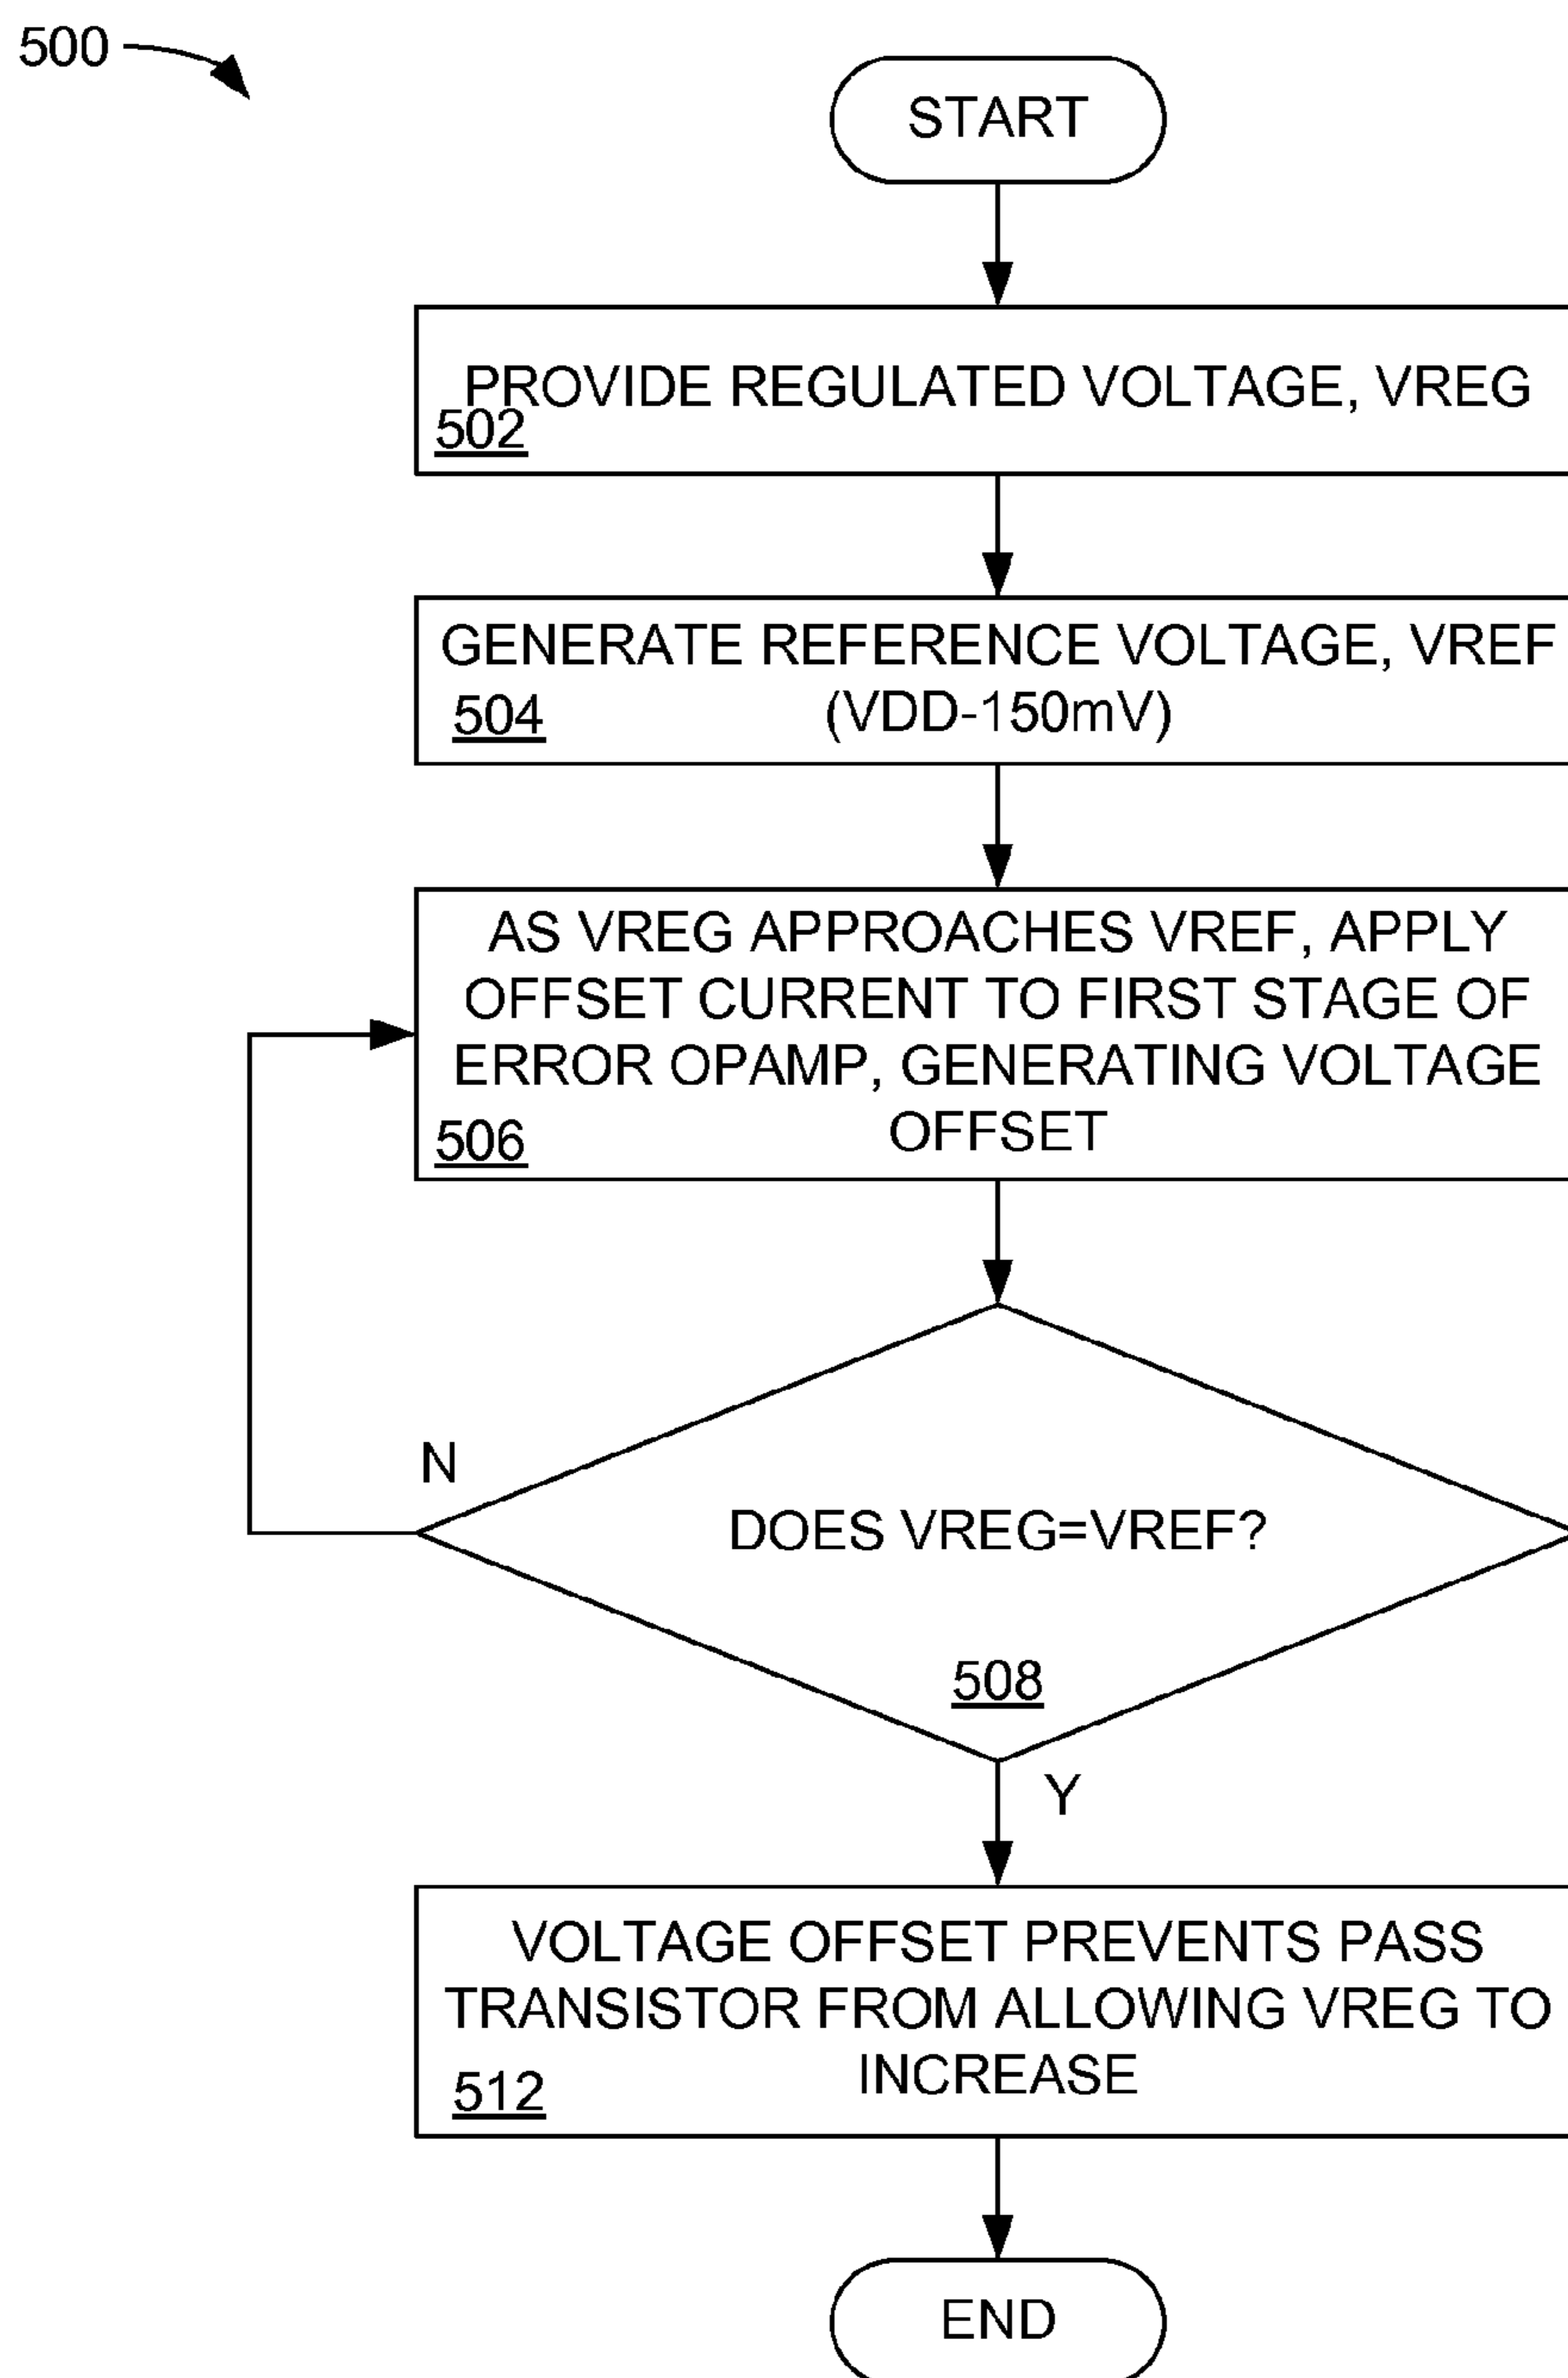 500
START
PROVIDE REGULATED VOLTAGE, VREG
502
GENERATE REFERENCE VOLTAGE, VREF
(VDD-150mV)
504
AS VREG APPROACHES VREF, APPLY
OFFSET CURRENT TO FIRST STAGE OF
ERROR OPAMP, GENERATING VOLTAGE
OFFSET
506
N
DOES VREG=VREF?
508
Y
VOLTAGE OFFSET PREVENTS PASS
TRANSISTOR FROM ALLOWING VREG TO
INCREASE
512
END